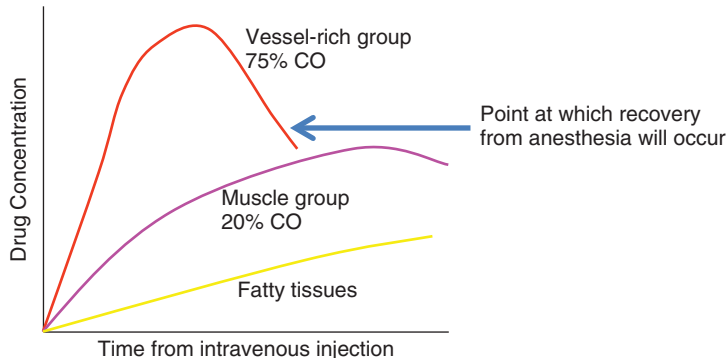 Vessel-rich group
75% CO
Point at which recovery
from anesthesia will occur
Drug Concentration
Muscle group
20% CO
Fatty tissues
Time from intravenous injection